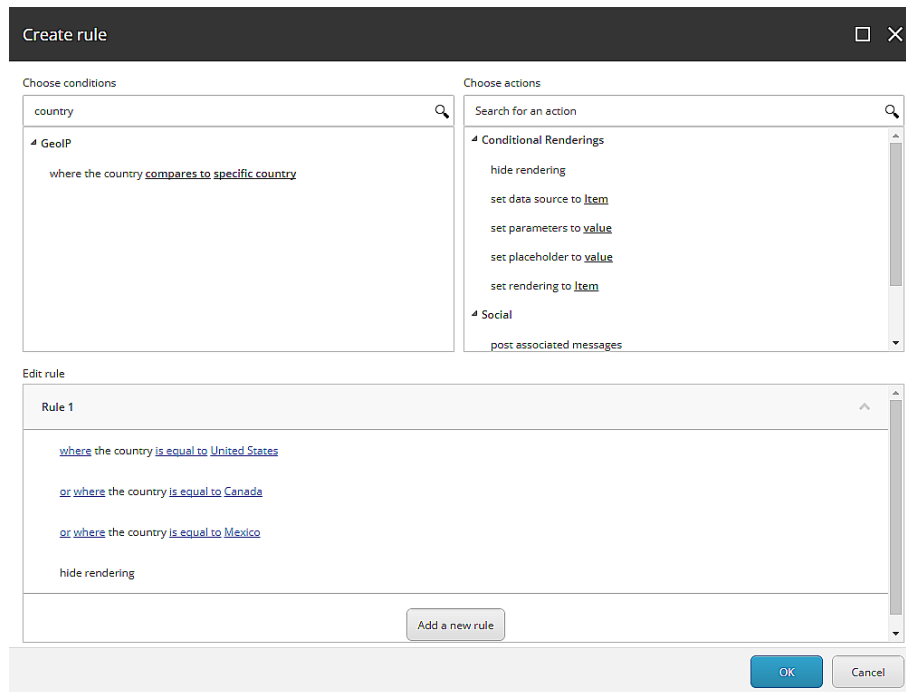 Create rule
Choose conditions
country
GeoIP
where the country compares to specific country
Choose actions
Search for an action
Conditional Renderings
hide rendering
set data source to Item
set parameters to value
set placeholder to value
set rendering to Item
Social
post associated messages
Edit rule
Rule 1
where the country is equal to United States
or where the country is equal to Canada
or where the country is equal to Mexico
hide rendering
Add a new rule
OK
Cancel